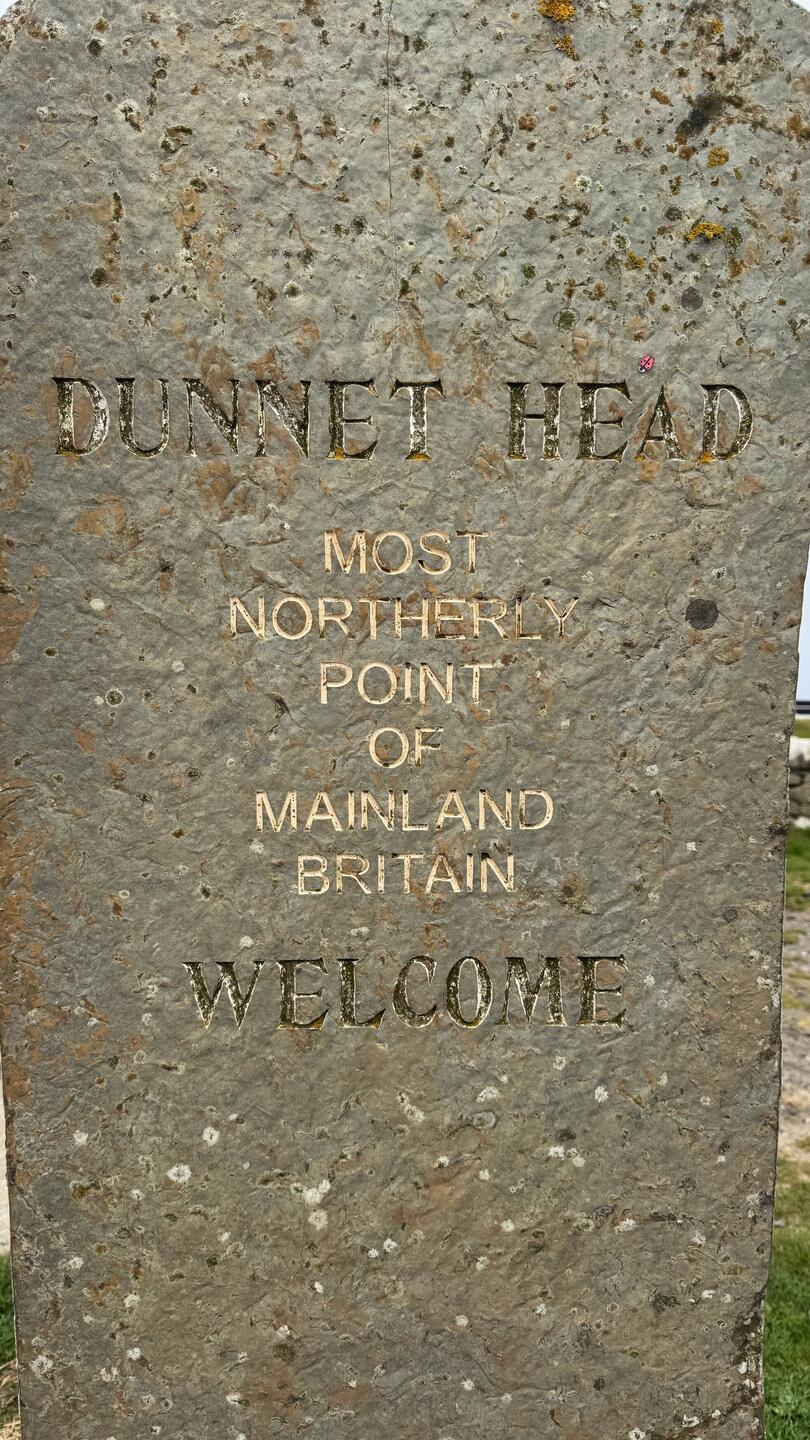 DUNNET HEAD
MOST
NORTHERLY
POINT
OF
MAINLAND
BRITAIN
WELCOME